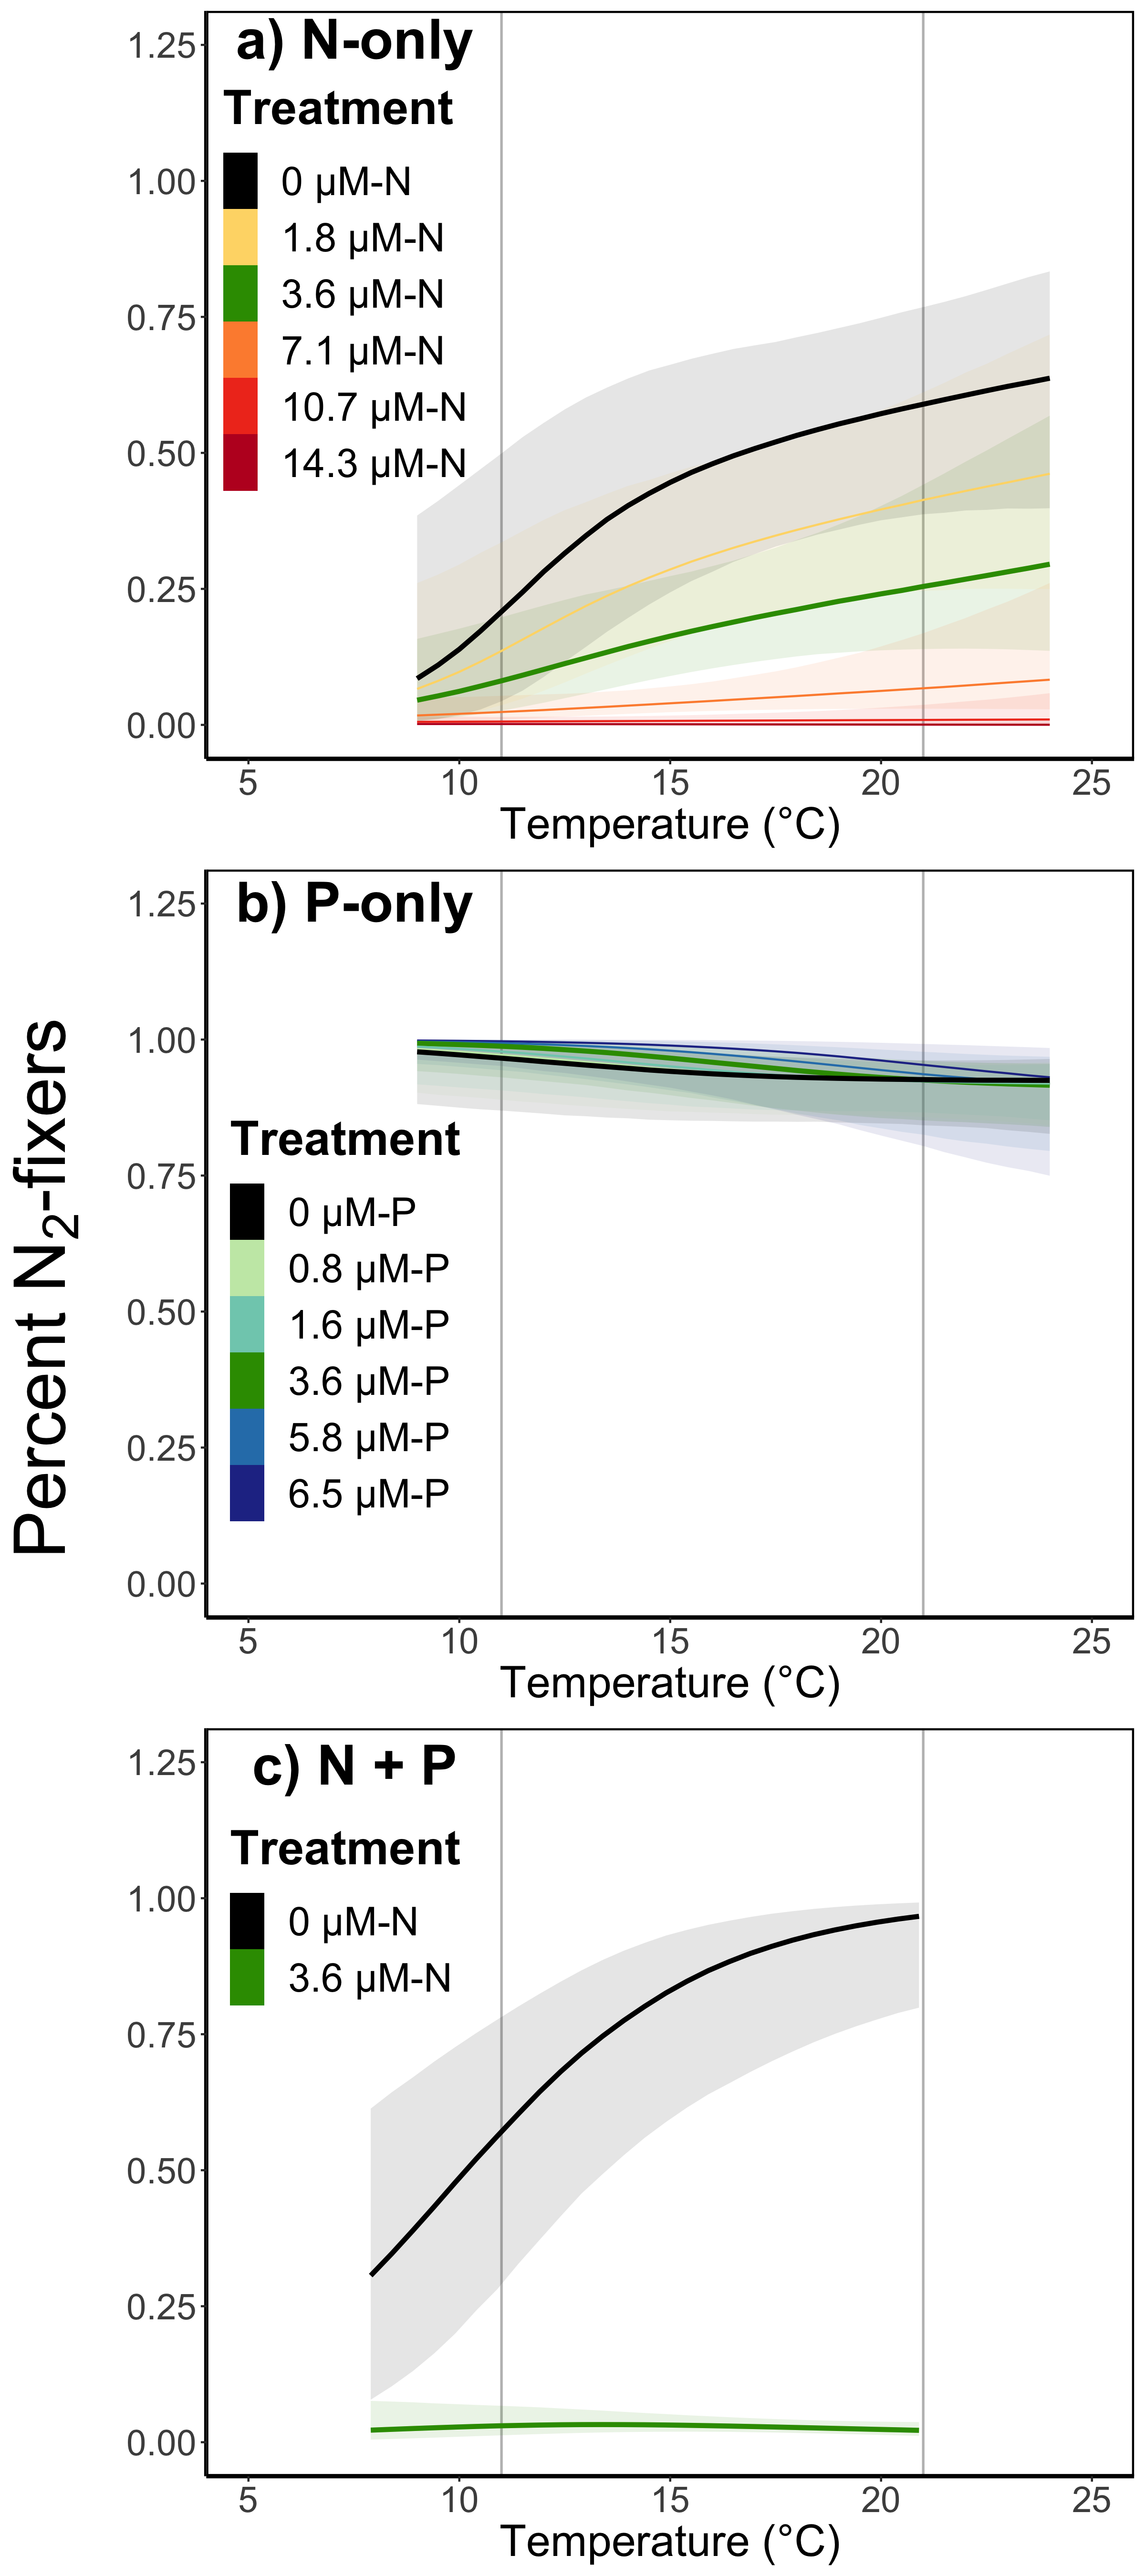 Percent N2-fixers
a) N-only
Treatment
0 µM-N
1.8 µM-N
3.6 µM-N
7.1 µM-N
10.7 µM-N
14.3 µM-N
1.25
1.00
0.75
0.50
0.25
0.00
5 10 15 20 25
Temperature (°C)
b) P-only
Treatment
0 µM-P
0.8 µM-P
1.6 µM-P
3.6 µM-P
5.8 µM-P
6.5 µM-P
1.25
1.00
0.75
0.50
0.25
0.00
5 10 15 20 25
Temperature (°C)
c) N + P
Treatment
0 µM-N
3.6 µM-N
1.25
1.00
0.75
0.50
0.25
0.00
5 10 15 20 25
Temperature (°C)